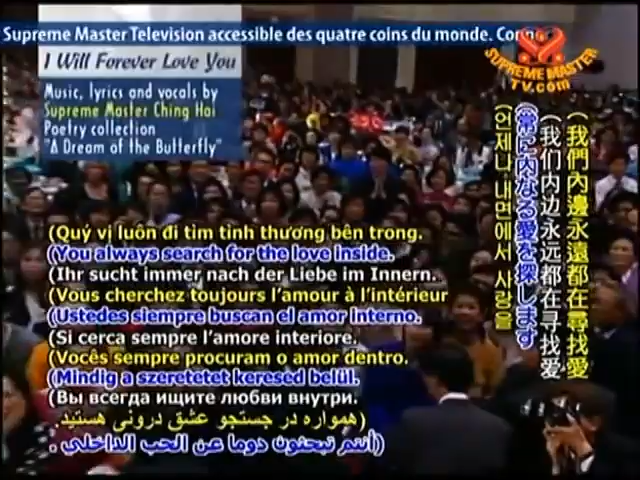 Supreme Master Television accessible des quatre coins du monde.
SUPREME MASTER
TV.com
I Will Forever Love You
Music, lyrics and vocals by
Supreme Master Ching Hai
Poetry collection
"A Dream of the Butterfly"
(我們內邊永遠都在尋找愛
(我们内边永远都在寻找爱
(常に内なる愛を探します
(언제나 내면에서 사랑을
(Quý vị luôn đi tìm tình thương bên trong.
(You always search for the love inside.
(Ihr sucht immer nach der Liebe im Innern.
(Vous cherchez toujours l'amour à l'intérieur
(Ustedes siempre buscan el amor interno.
(Si cerca sempre l'amore interiore.
(Vocês sempre procuram o amor dentro.
(Mindig a szeretetet keresed belül.
(Вы всегда ищите любви внутри.
(همواره در جستجو عشق درونی هستید.
(أنتم تبحثون دوما عن الحب الداخلي.